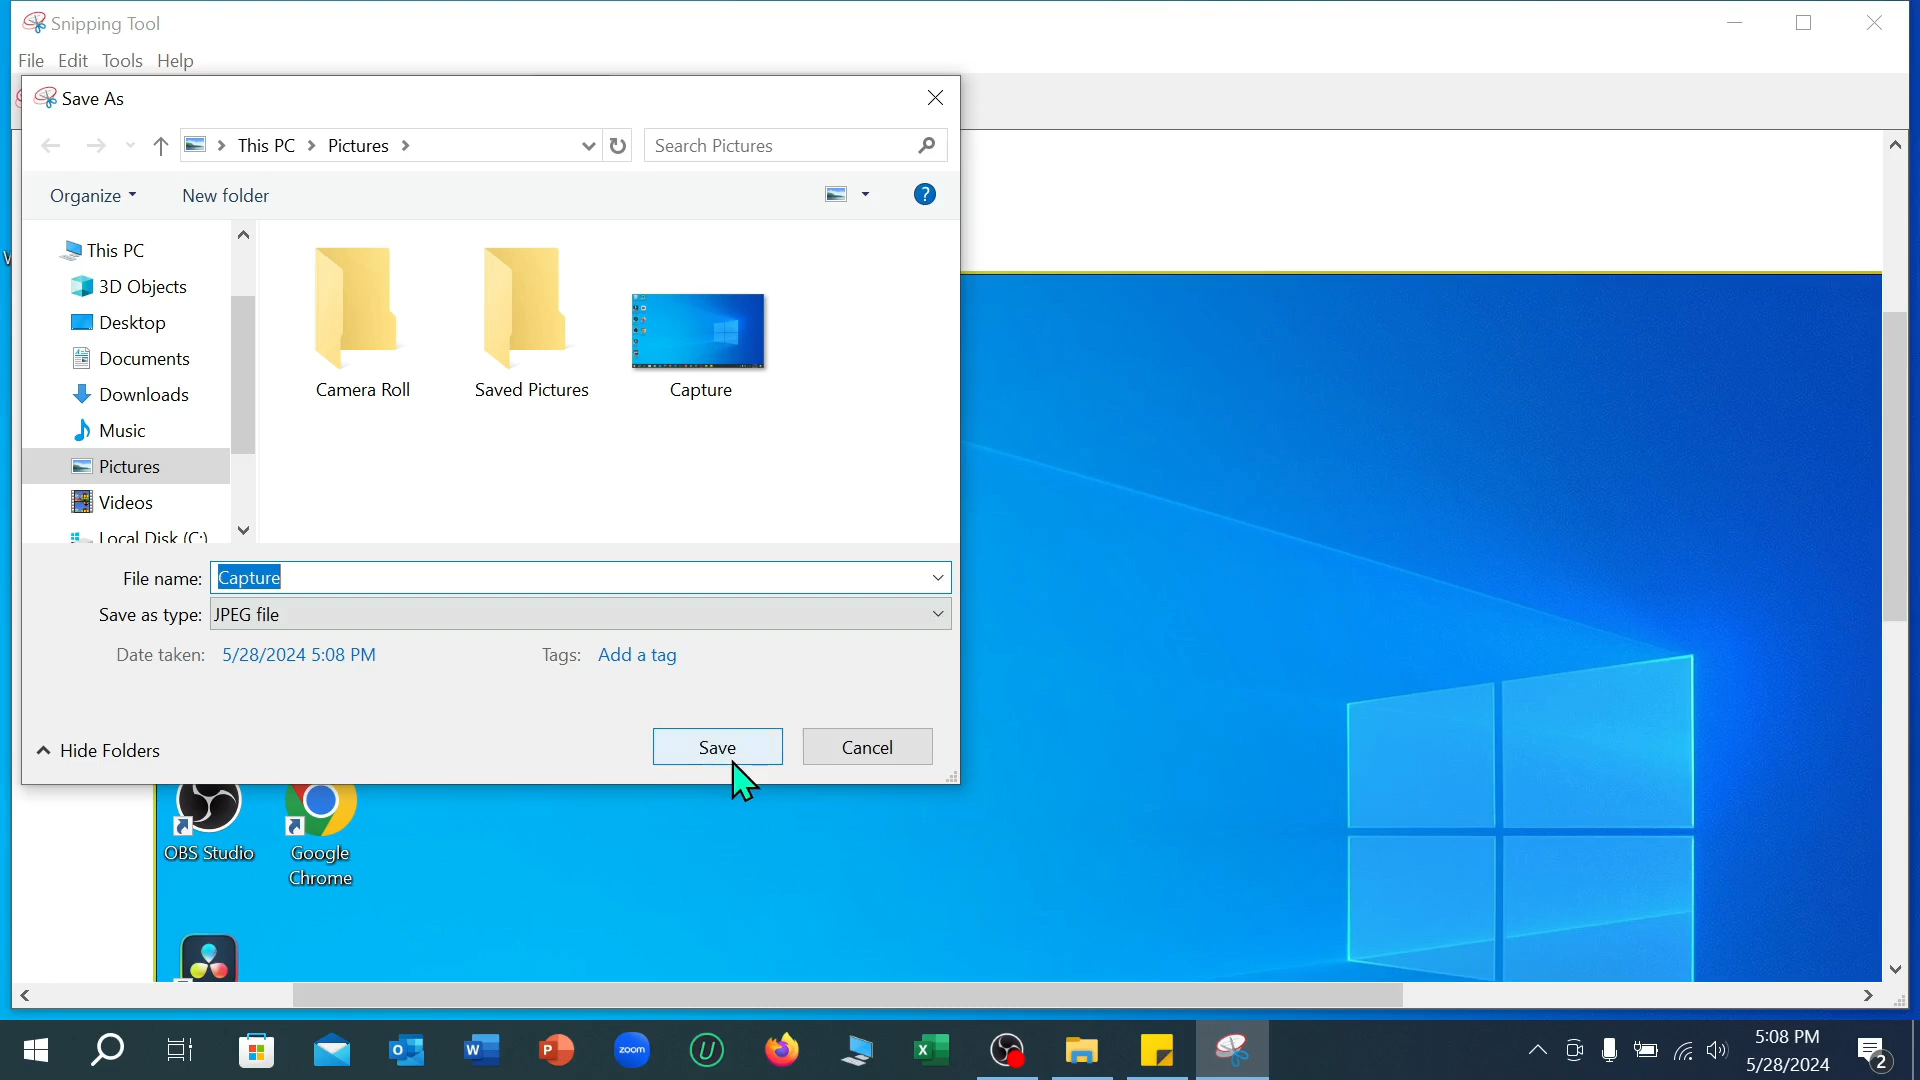 Snipping Tool
File Edit Tools Help
Save As
This PC Pictures
Search Pictures
Organize New folder
?
This PC
3D Objects
Desktop
Documents
Downloads
Music
Pictures
Videos
Local Disk (C:)
Camera Roll
Saved Pictures
Capture
File name: Capture
Save as type: JPEG file
Date taken: 5/28/2024 5:08 PM
Tags: Add a tag
Hide Folders
Save
Cancel
OBS Studio
Google
Chrome
zoom
5:08 PM
5/28/2024
2